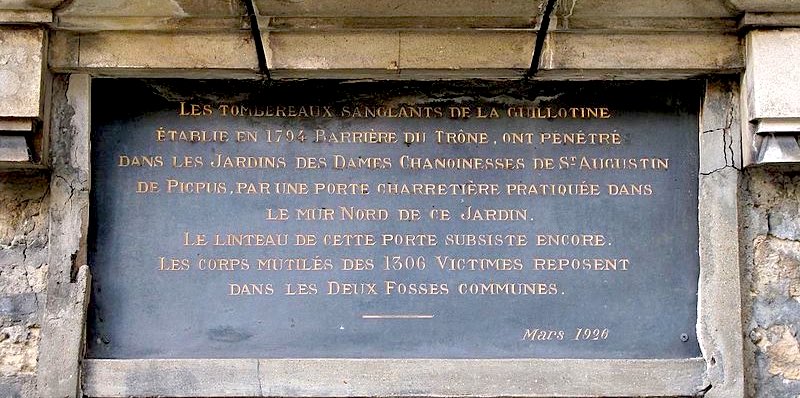 LES TOMBEREAUX SANGLANTS DE LA GUILLOTINE
ÉTABLIE EN 1794 BARRIÈRE DU TRÔNE, ONT PÉNÉTRÉ
DANS LES JARDINS DES DAMES CHANOINESSES DE ST AUGUSTIN
DE PICPUS, PAR UNE PORTE CHARRETIÈRE PRATIQUÉE DANS
LE MUR NORD DE CE JARDIN.
LE LINTEAU DE CETTE PORTE SUBSISTE ENCORE.
LES CORPS MUTILÉS DES 1306 VICTIMES REPOSENT
DANS LES DEUX FOSSES COMMUNES.
Mars 1926